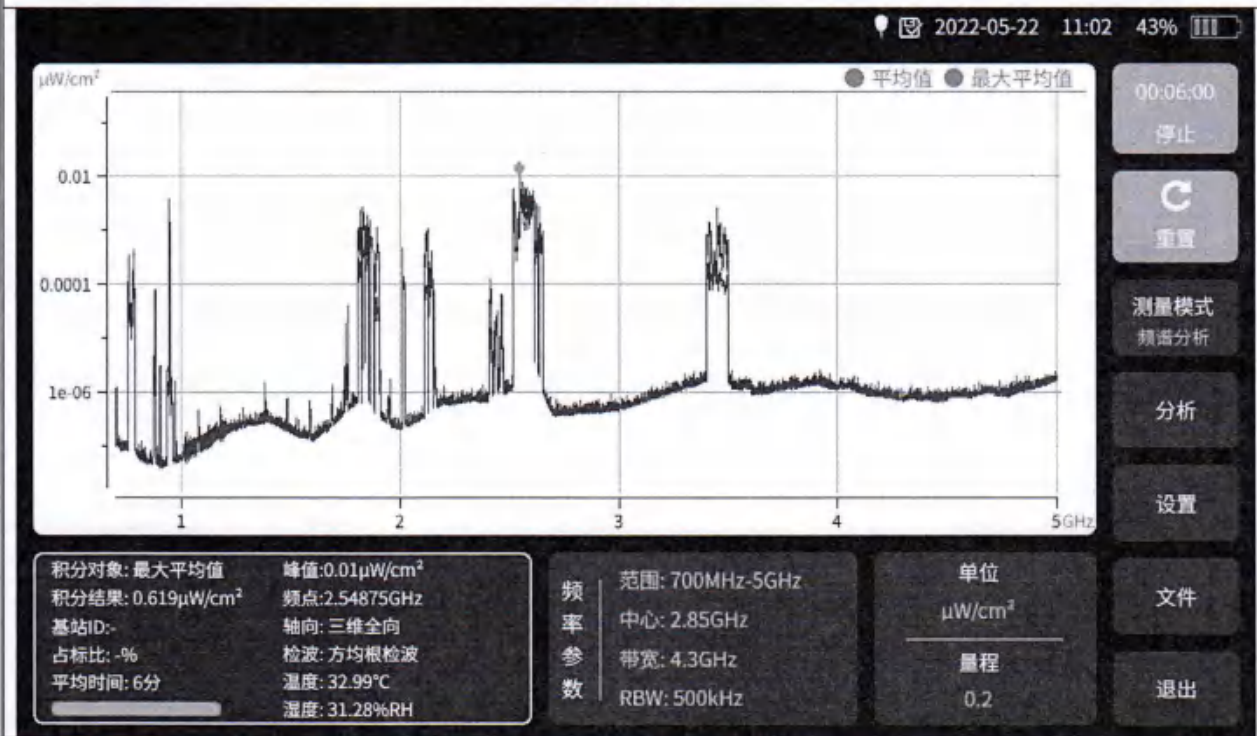 2022-05-22 11:02 43%
μW/cm²
平均值 最大平均值
0.01
0.0001
1e-06
1 2 3 4 5GHz
00:06:00
停止
重置
测量模式
频谱分析
分析
设置
文件
退出
积分对象: 最大平均值
积分结果: 0.619μW/cm²
基站ID:-
占标比: -%
平均时间: 6分
峰值:0.01μW/cm²
频点:2.54875GHz
轴向: 三维全向
检波: 方均根检波
温度: 32.99°C
湿度: 31.28%RH
频率参数
范围: 700MHz-5GHz
中心: 2.85GHz
带宽: 4.3GHz
RBW: 500kHz
单位
μW/cm²
量程
0.2